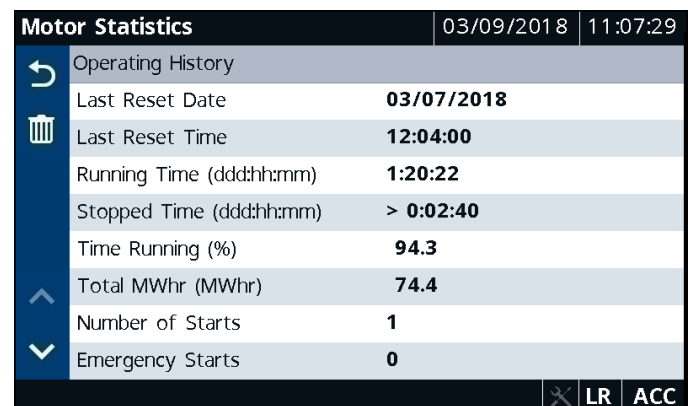 Motor Statistics 03/09/2018 11:07:29
Operating History
Last Reset Date 03/07/2018
Last Reset Time 12:04:00
Running Time (ddd:hh:mm) 1:20:22
Stopped Time (ddd:hh:mm) > 0:02:40
Time Running (%) 94.3
Total MWhr (MWhr) 74.4
Number of Starts 1
Emergency Starts 0
LR ACC